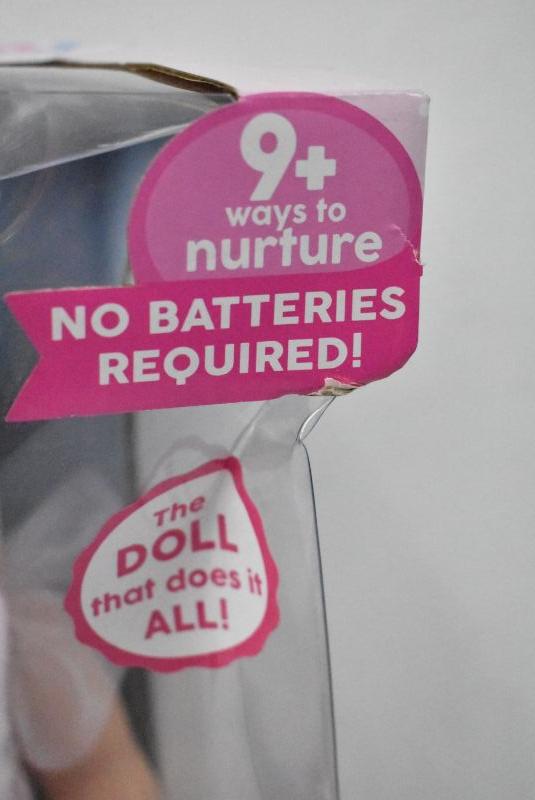 9+
ways to
nurture
NO BATTERIES
REQUIRED!
The
DOLL
that does it
ALL!